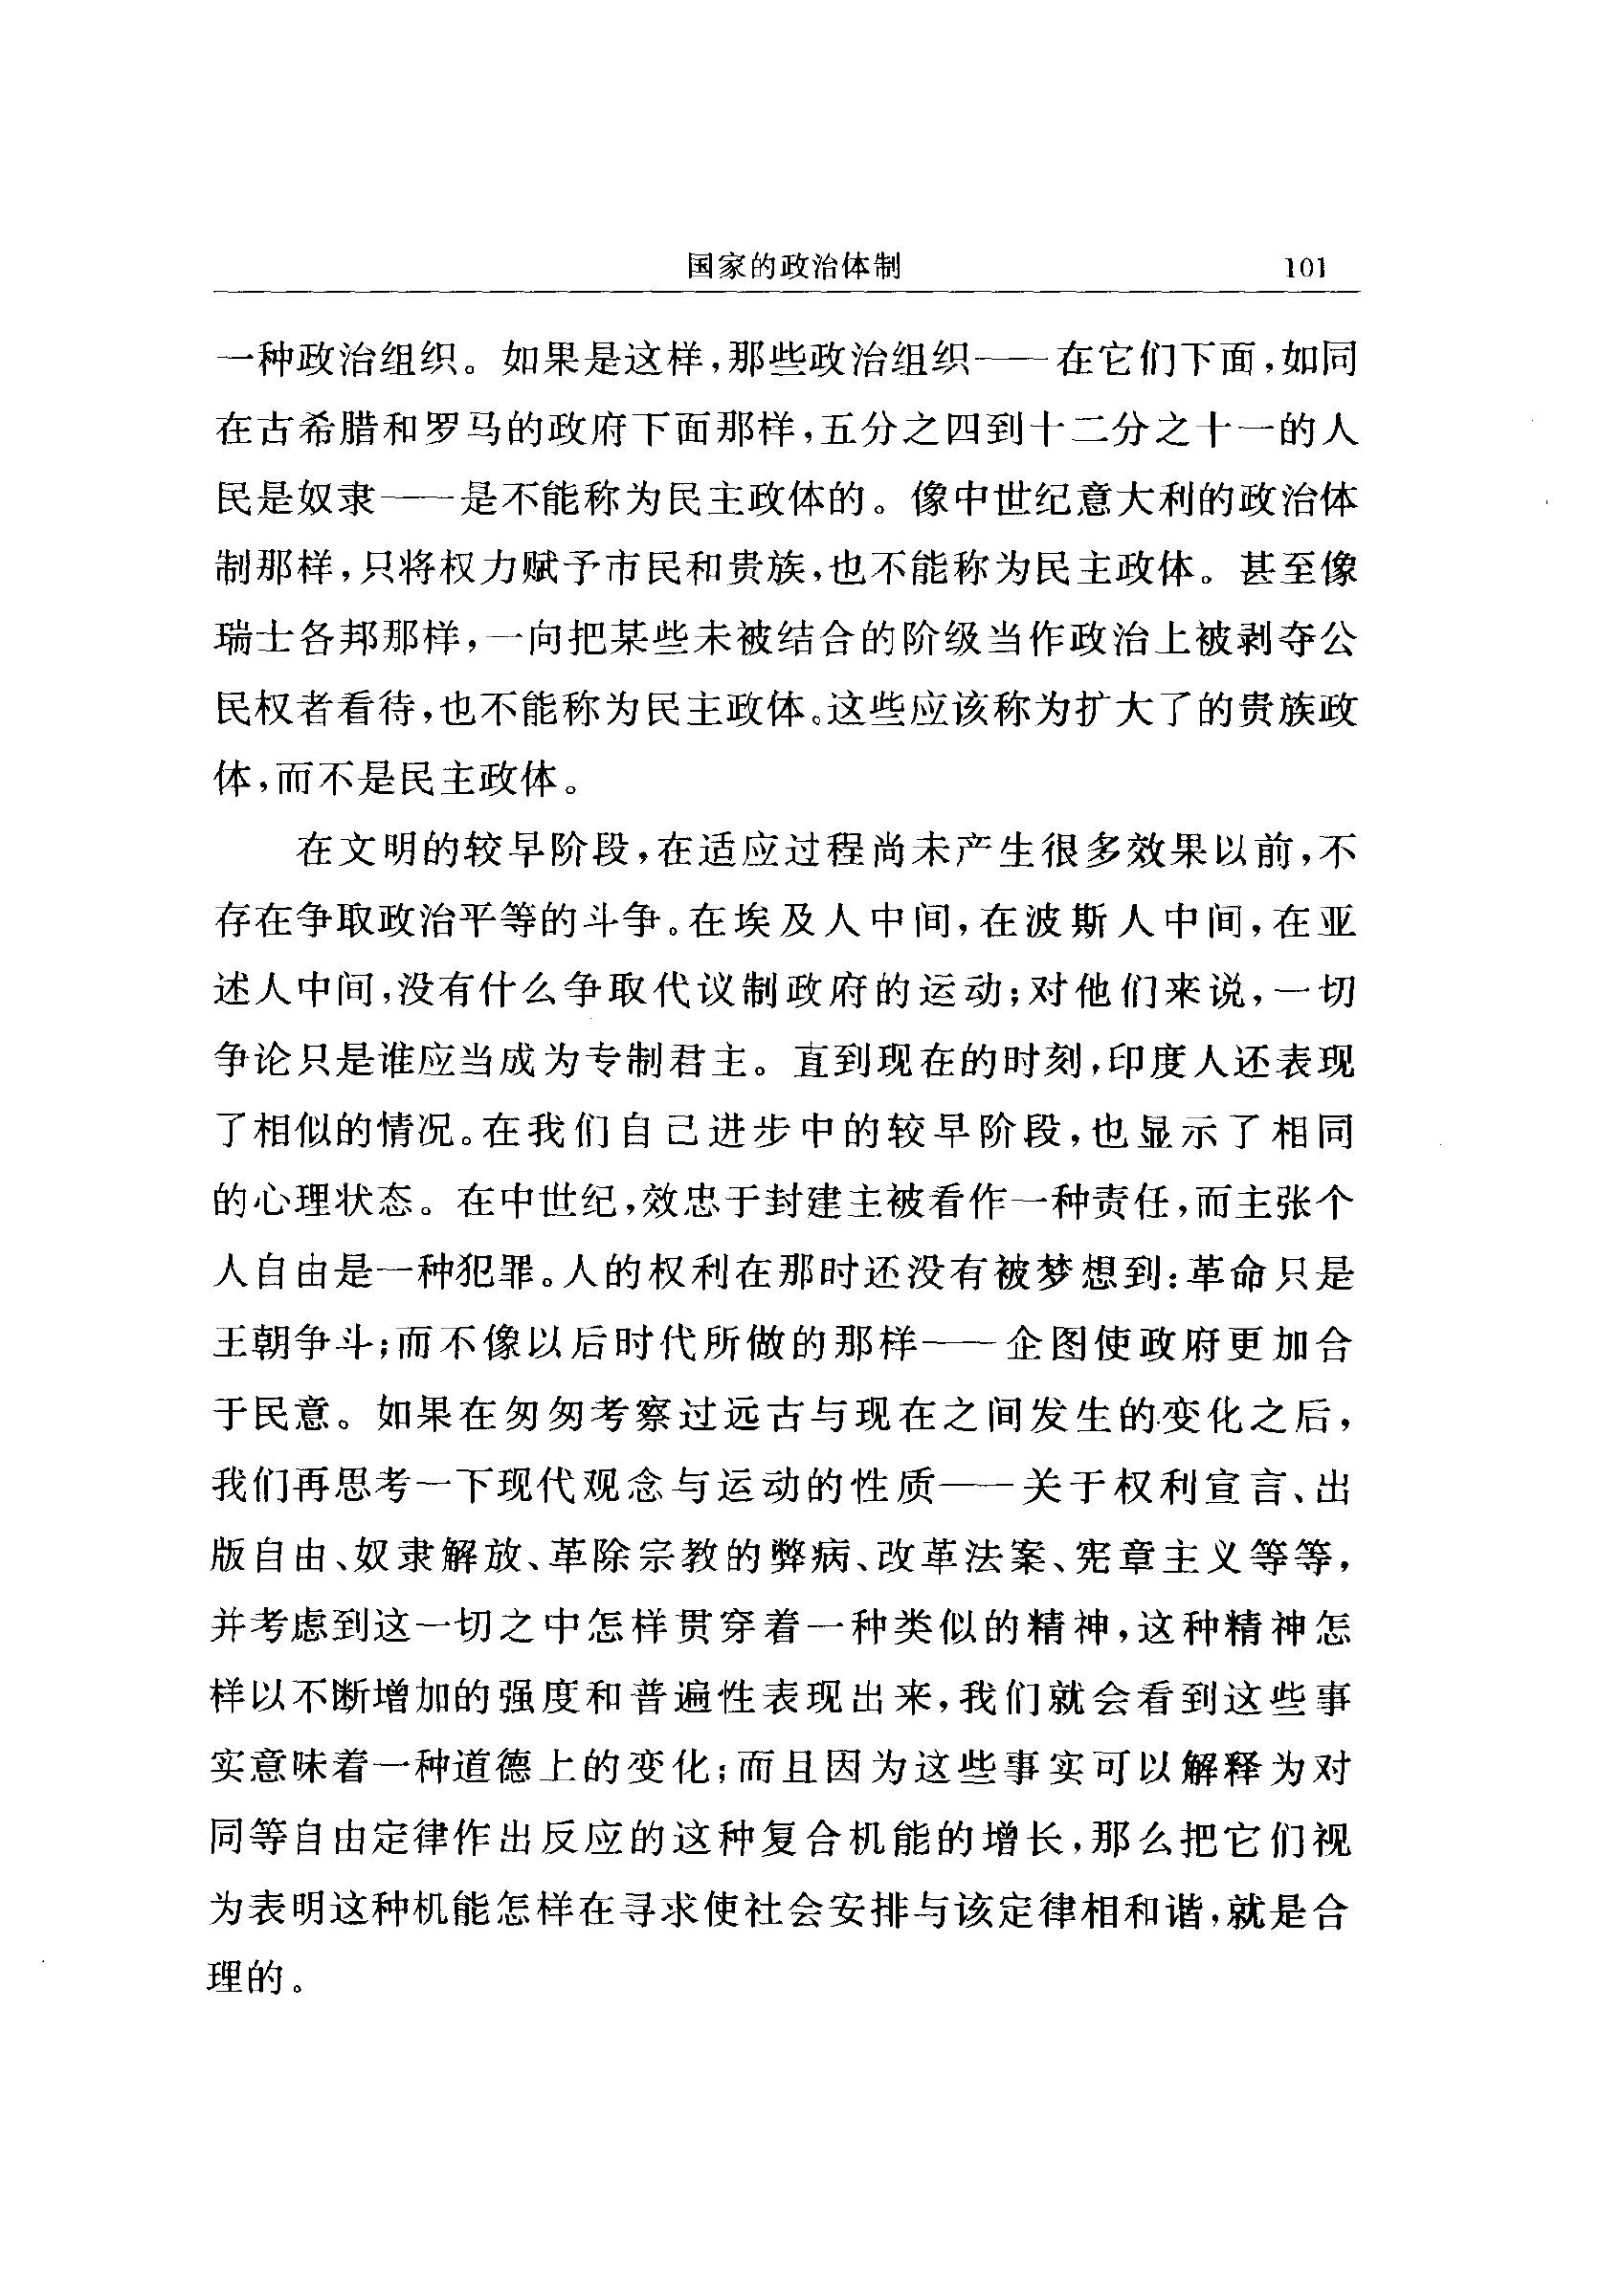 国家的政治体制 101
一种政治组织。如果是这样,那些政治组织——在它们下面,如同
在古希腊和罗马的政府下面那样,五分之四到十二分之十一的人
民是奴隶——是不能称为民主政体的。像中世纪意大利的政治体
制那样,只将权力赋予市民和贵族,也不能称为民主政体。甚至像
瑞士各邦那样,一向把某些未被结合的阶级当作政治上被剥夺公
民权者看待,也不能称为民主政体。这些应该称为扩大了的贵族政
体,而不是民主政体。
在文明的较早阶段,在适应过程尚未产生很多效果以前,不
存在争取政治平等的斗争。在埃及人中间,在波斯人中间,在亚
述人中间,没有什么争取代议制政府的运动;对他们来说,一切
争论只是谁应当成为专制君主。直到现在的时刻,印度人还表现
了相似的情况。在我们自己进步中的较早阶段,也显示了相同
的心理状态。在中世纪,效忠于封建主被看作一种责任,而主张个
人自由是一种犯罪。人的权利在那时还没有被梦想到:革命只是
王朝争斗;而不像以后时代所做的那样——企图使政府更加合
于民意。如果在匆匆考察过远古与现在之间发生的变化之后,
我们再思考一下现代观念与运动的性质——关于权利宣言、出
版自由、奴隶解放、革除宗教的弊病、改革法案、宪章主义等等,
并考虑到这一切之中怎样贯穿着一种类似的精神,这种精神怎
样以不断增加的强度和普遍性表现出来,我们就会看到这些事
实意味着一种道德上的变化;而且因为这些事实可以解释为对
同等自由定律作出反应的这种复合机能的增长,那么把它们视
为表明这种机能怎样在寻求使社会安排与该定律相和谐,就是合
理的。